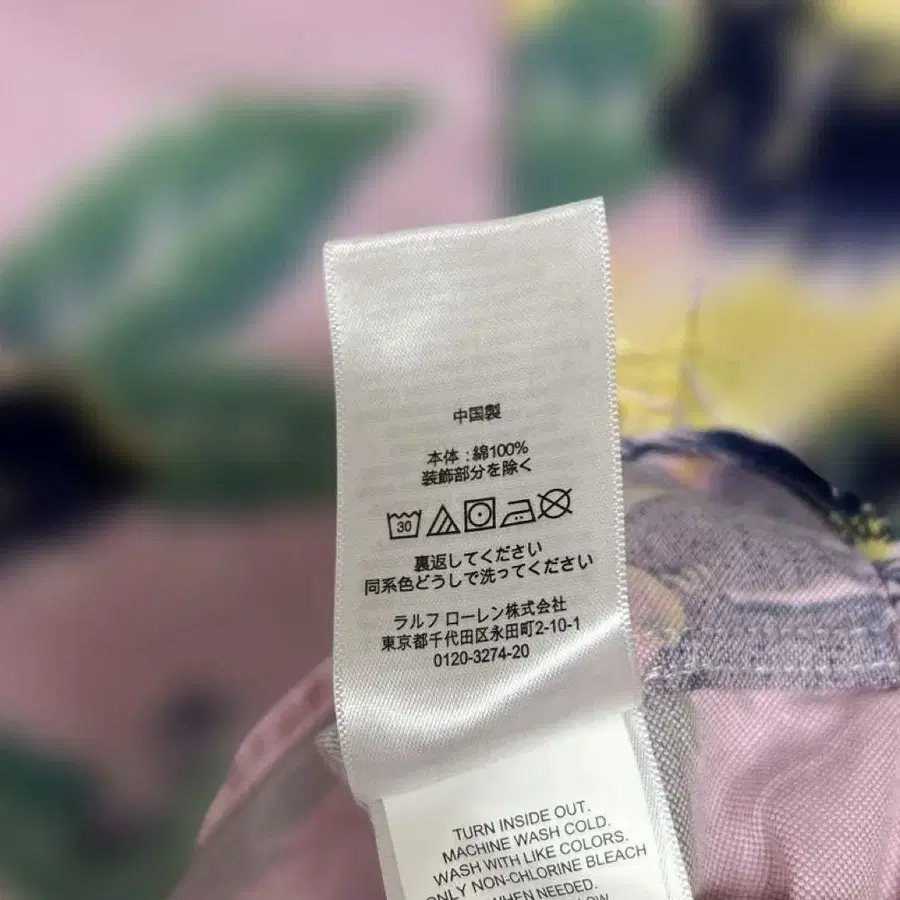 中国製
本体 : 綿100%
装飾部分を除く
30
裏返してください
同系色どうしで洗ってください
ラルフ ローレン株式会社
東京都千代田区永田町2-10-1
0120-3274-20
TURN INSIDE OUT.
MACHINE WASH COLD.
WASH WITH LIKE COLORS.
ONLY NON-CHLORINE BLEACH
WHEN NEEDED.